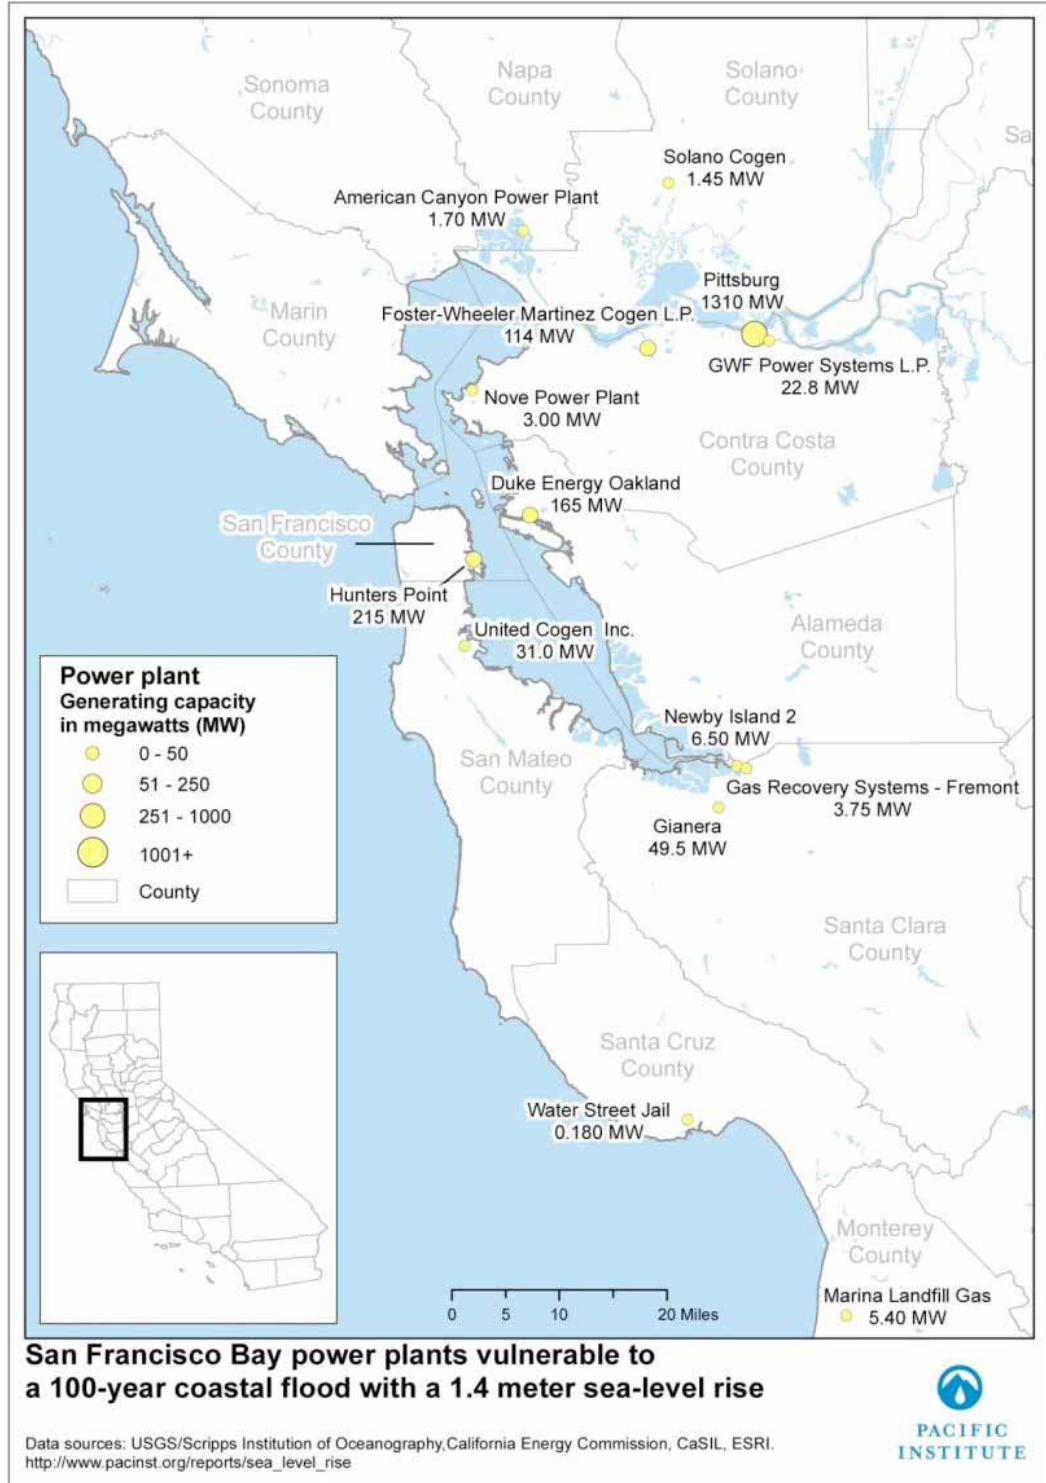 Sonoma
County
Napa
County
Solano
County
Sa
Solano Cogen
1.45 MW
American Canyon Power Plant
1.70 MW
Pittsburg
1310 MW
Marin
County
Foster-Wheeler Martinez Cogen L.P.
114 MW
GWF Power Systems L.P.
22.8 MW
Nove Power Plant
3.00 MW
Contra Costa
County
Duke Energy Oakland
165 MW
San Francisco
County
Hunters Point
215 MW
United Cogen Inc.
31.0 MW
Alameda
County
Power plant
Generating capacity
in megawatts (MW)
0 - 50
51 - 250
251 - 1000
1001+
County
Newby Island 2
6.50 MW
San Mateo
County
Gas Recovery Systems - Fremont
3.75 MW
Gianera
49.5 MW
Santa Clara
County
Santa Cruz
County
Water Street Jail
0.180 MW
Monterey
County
Marina Landfill Gas
5.40 MW
0 5 10 20 Miles
San Francisco Bay power plants vulnerable to
a 100-year coastal flood with a 1.4 meter sea-level rise
Data sources: USGS/Scripps Institution of Oceanography,California Energy Commission, CaSIL, ESRI.
http://www.pacinst.org/reports/sea_level_rise
PACIFIC
INSTITUTE